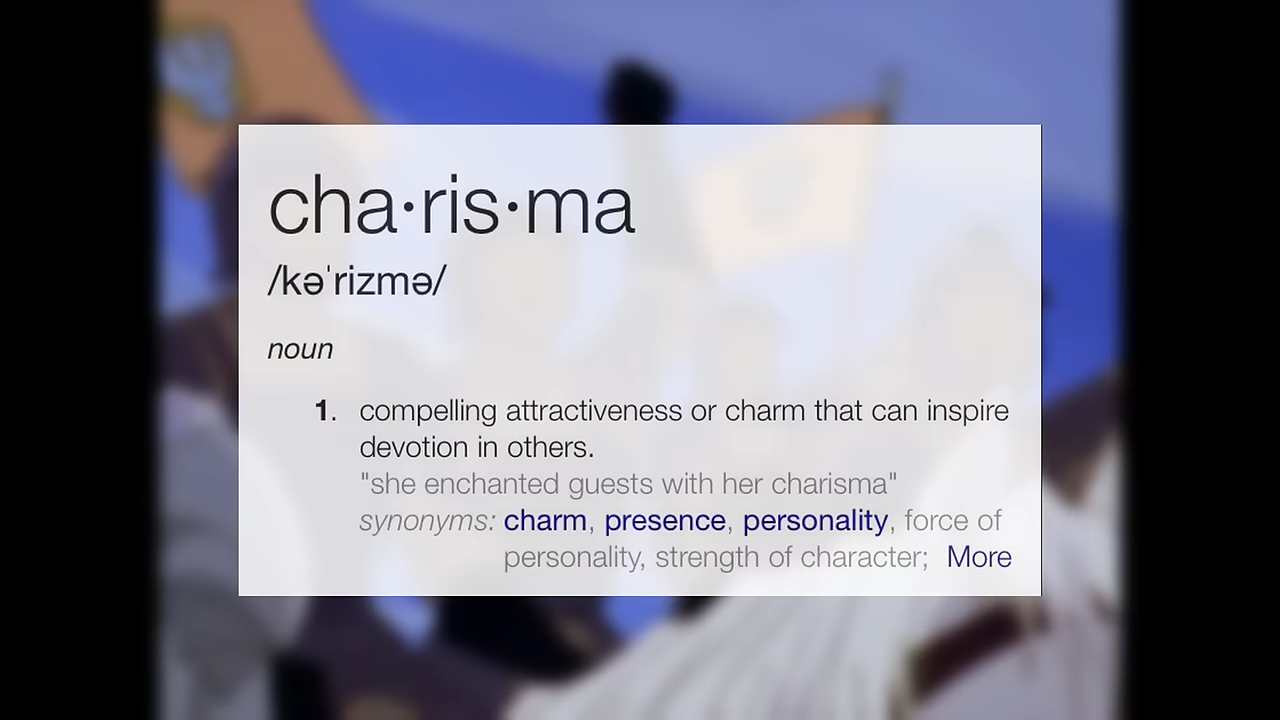 cha·ris·ma
/kəˈrizmə/
noun
1. compelling attractiveness or charm that can inspire
devotion in others.
"she enchanted guests with her charisma"
synonyms: charm, presence, personality, force of
personality, strength of character; More